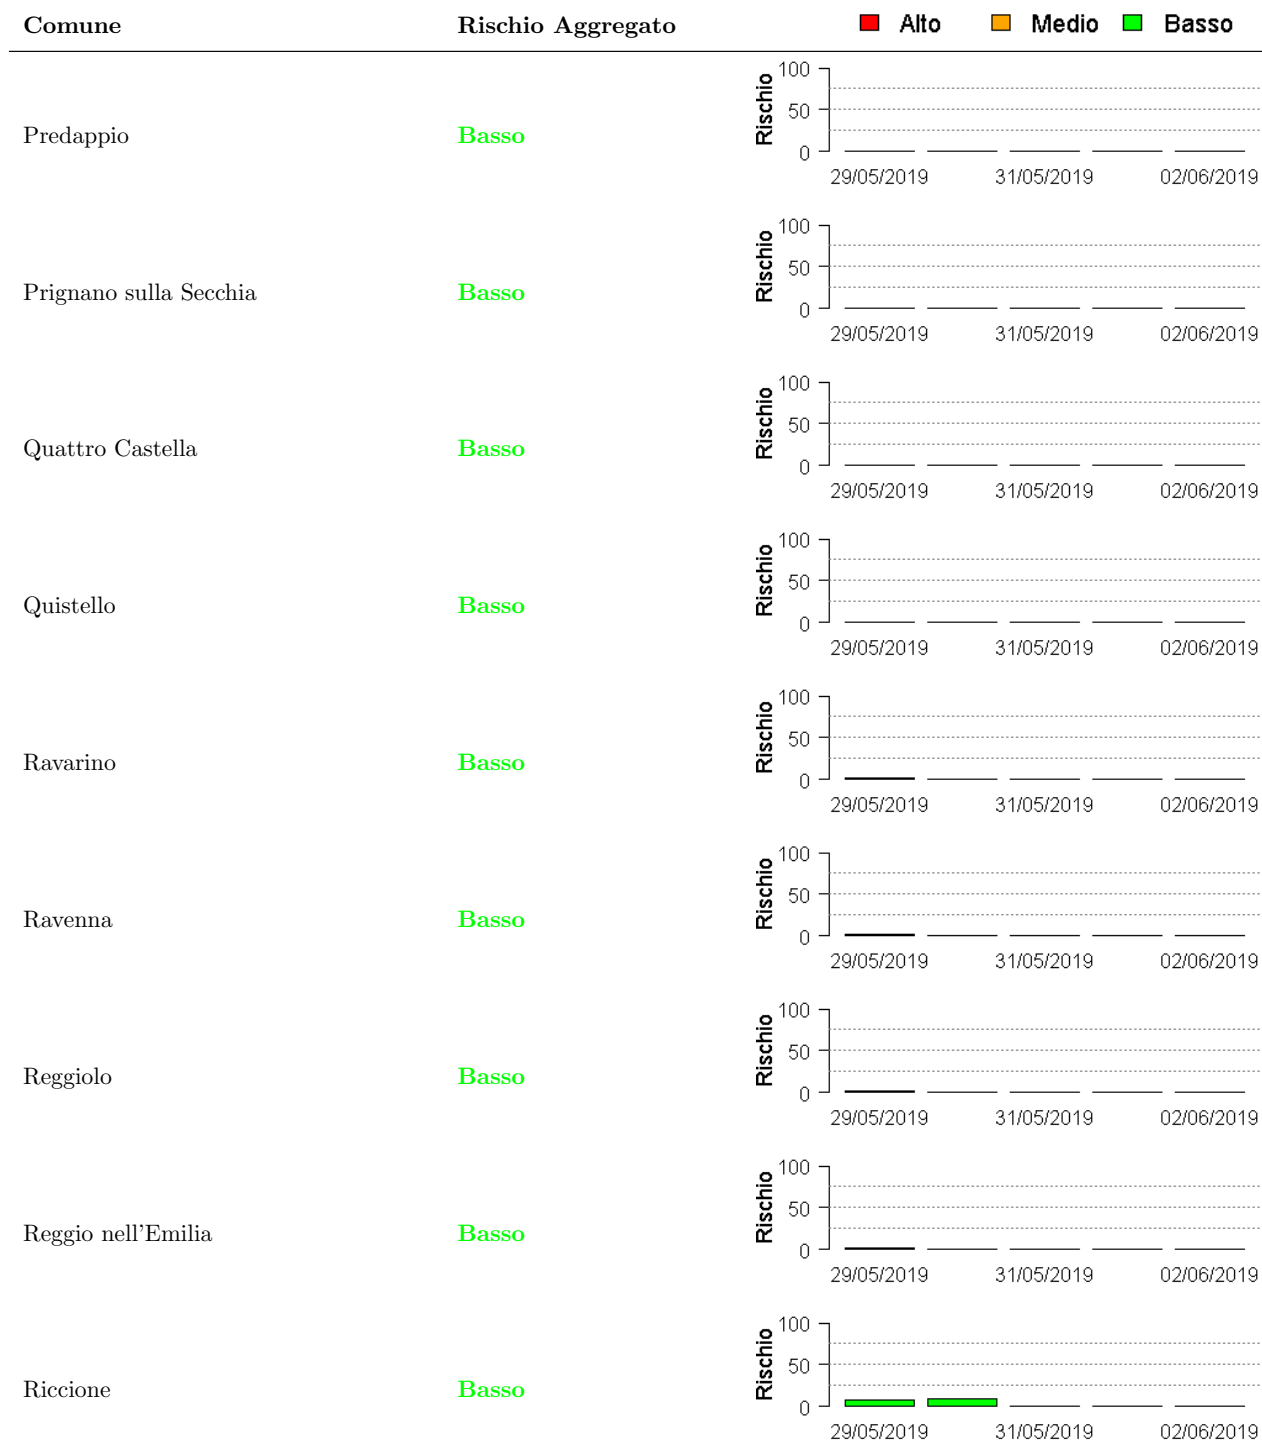 Comune Rischio Aggregato Alto Medio Basso
Predappio Basso Rischio 100 50 0
29/05/2019 31/05/2019 02/06/2019
Prignano sulla Secchia Basso Rischio 100 50 0
29/05/2019 31/05/2019 02/06/2019
Quattro Castella Basso Rischio 100 50 0
29/05/2019 31/05/2019 02/06/2019
Quistello Basso Rischio 100 50 0
29/05/2019 31/05/2019 02/06/2019
Ravarino Basso Rischio 100 50 0
29/05/2019 31/05/2019 02/06/2019
Ravenna Basso Rischio 100 50 0
29/05/2019 31/05/2019 02/06/2019
Reggiolo Basso Rischio 100 50 0
29/05/2019 31/05/2019 02/06/2019
Reggio nell'Emilia Basso Rischio 100 50 0
29/05/2019 31/05/2019 02/06/2019
Riccione Basso Rischio 100 50 0
29/05/2019 31/05/2019 02/06/2019